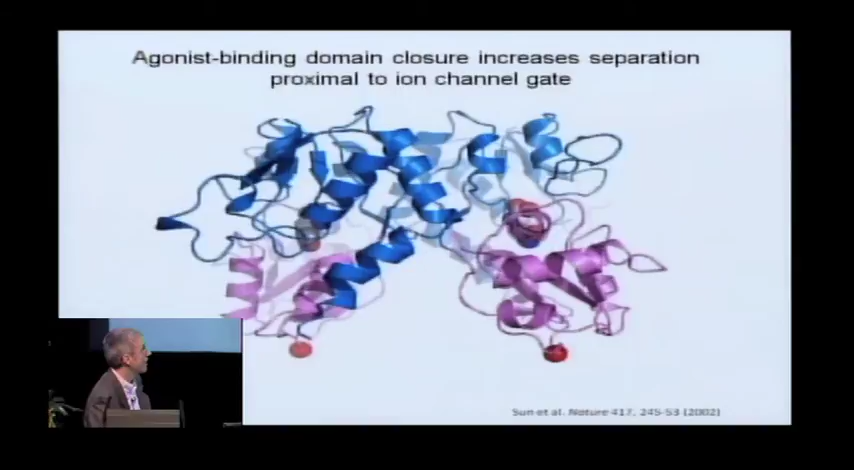 Agonist-binding domain closure increases separation
proximal to ion channel gate
Sun et al. Nature 417, 245-53 (2002)